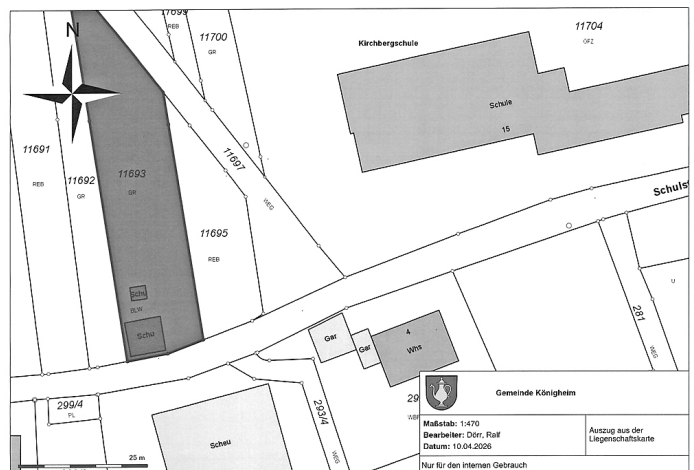 N
11699
REB
11700
GR
11704
GFZ
Kirchbergschule
Schule
15
11691
REB
11692
GR
11693
GR
11697
WEG
11695
REB
Schu
BLW
Schu
U
281
WEG
Gar
Gar
4
Whs
299/4
PL
293/4
WEG
Scheu
25 m
Gemeinde Königheim
Maßstab: 1:470
Bearbeiter: Dörr, Ralf
Datum: 10.04.2026
Auszug aus der
Liegenschaftskarte
Nur für den internen Gebrauch